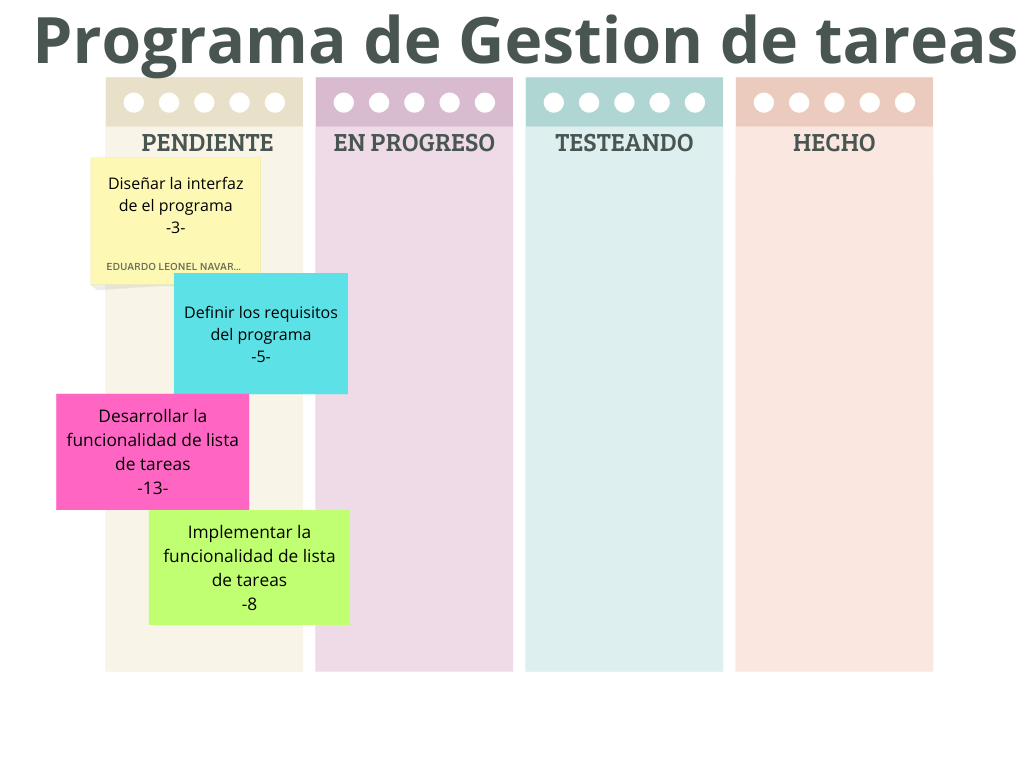 Programa de Gestion de tareas
PENDIENTE
EN PROGRESO
TESTEANDO
HECHO
Diseñar la interfaz
de el programa
-3-
EDUARDO LEONEL NAVAR...
Definir los requisitos
del programa
-5-
Desarrollar la
funcionalidad de lista
de tareas
-13-
Implementar la
funcionalidad de lista
de tareas
-8